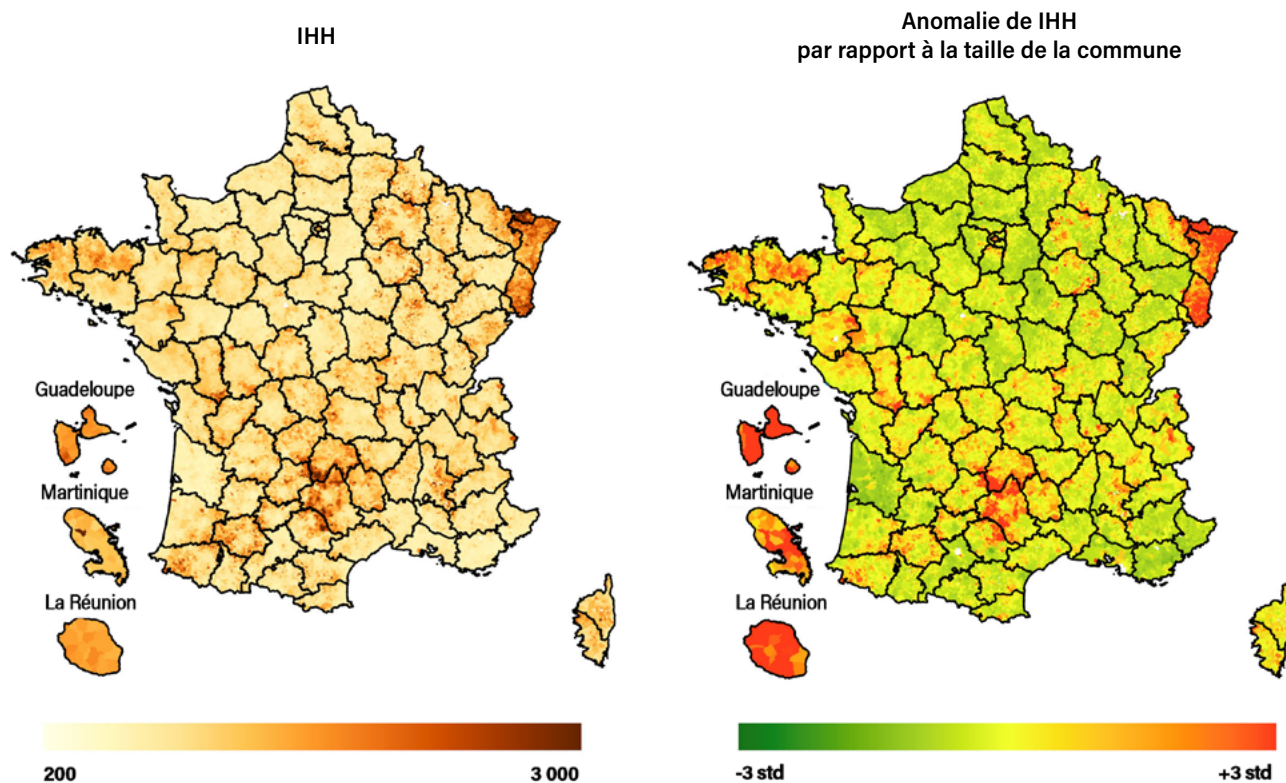 IHH
Anomalie de IHH
par rapport à la taille de la commune
Guadeloupe
Martinique
La Réunion
200
3 000
Guadeloupe
Martinique
La Réunion
-3 std
+3 std